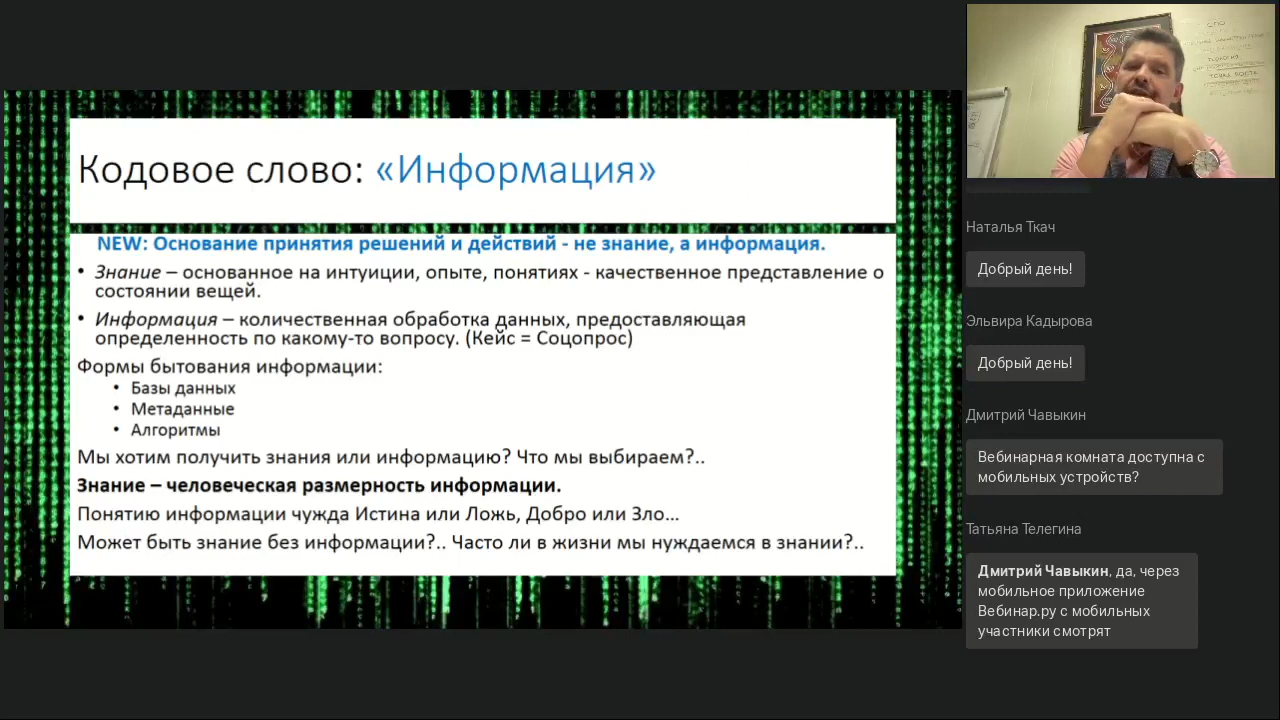 Кодовое слово: «Информация»
NEW: Основание принятия решений и действий - не знание, а информация.
• Знание – основанное на интуиции, опыте, понятиях - качественное представление о
состоянии вещей.
• Информация – количественная обработка данных, предоставляющая
определенность по какому-то вопросу. (Кейс = Соцопрос)
Формы бытования информации:
• Базы данных
• Метаданные
• Алгоритмы
Мы хотим получить знания или информацию? Что мы выбираем?..
Знание – человеческая размерность информации.
Понятию информации чужда Истина или Ложь, Добро или Зло...
Может быть знание без информации?.. Часто ли в жизни мы нуждаемся в знании?..
СПО
ТЕОЛОГИЯ
ТОЧКА РОСТА
Наталья Ткач
Добрый день!
Эльвира Кадырова
Добрый день!
Дмитрий Чавыкин
Вебинарная комната доступна с
мобильных устройств?
Татьяна Телегина
Дмитрий Чавыкин, да, через
мобильное приложение
Вебинар.ру с мобильных
участники смотрят